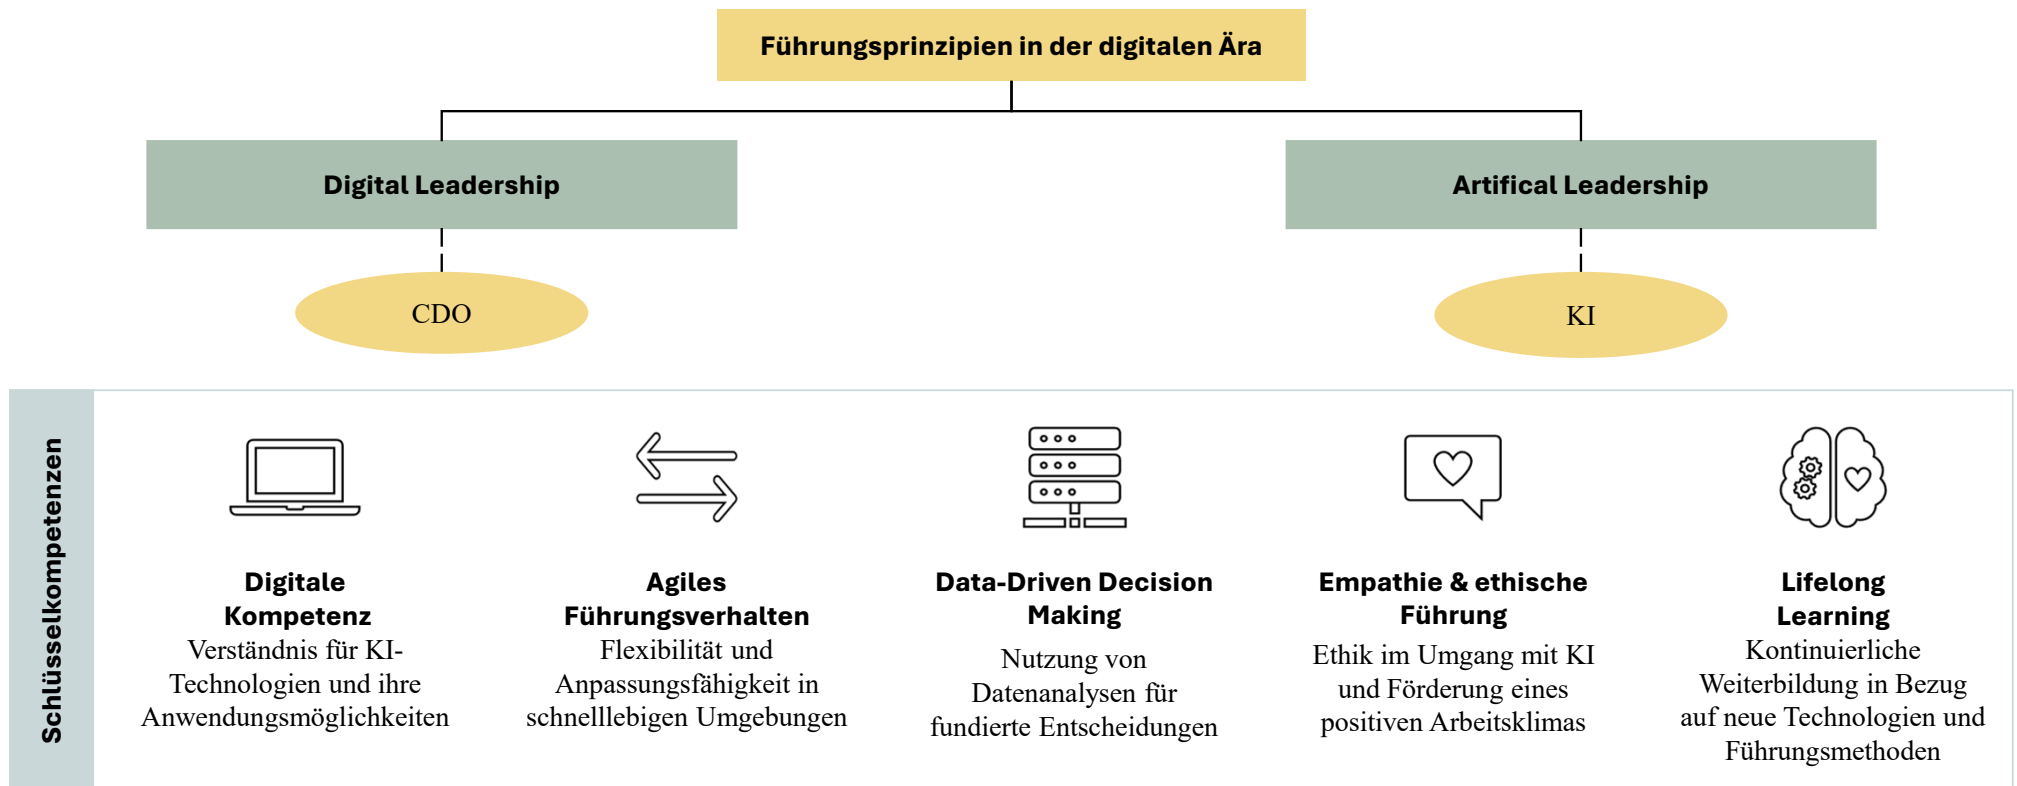 Führungsprinzipien in der digitalen Ära
Digital Leadership
Artifical Leadership
CDO
KI
Schlüsselkompetenzen
Digitale
Kompetenz
Verständnis für KI-
Technologien und ihre
Anwendungsmöglichkeiten
Agiles
Führungsverhalten
Flexibilität und
Anpassungsfähigkeit in
schnelllebigen Umgebungen
Data-Driven Decision
Making
Nutzung von
Datenanalysen für
fundierte Entscheidungen
Empathie & ethische
Führung
Ethik im Umgang mit KI
und Förderung eines
positiven Arbeitsklimas
Lifelong
Learning
Kontinuierliche
Weiterbildung in Bezug
auf neue Technologien und
Führungsmethoden